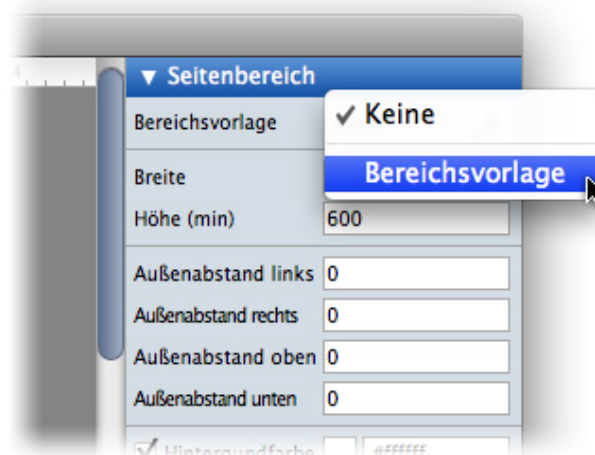 ▼ Seitenbereich
Bereichsvorlage
✓ Keine
Bereichsvorlage
Breite
Höhe (min) 600
Außenabstand links 0
Außenabstand rechts 0
Außenabstand oben 0
Außenabstand unten 0
Hintergundfarbe #ffffff